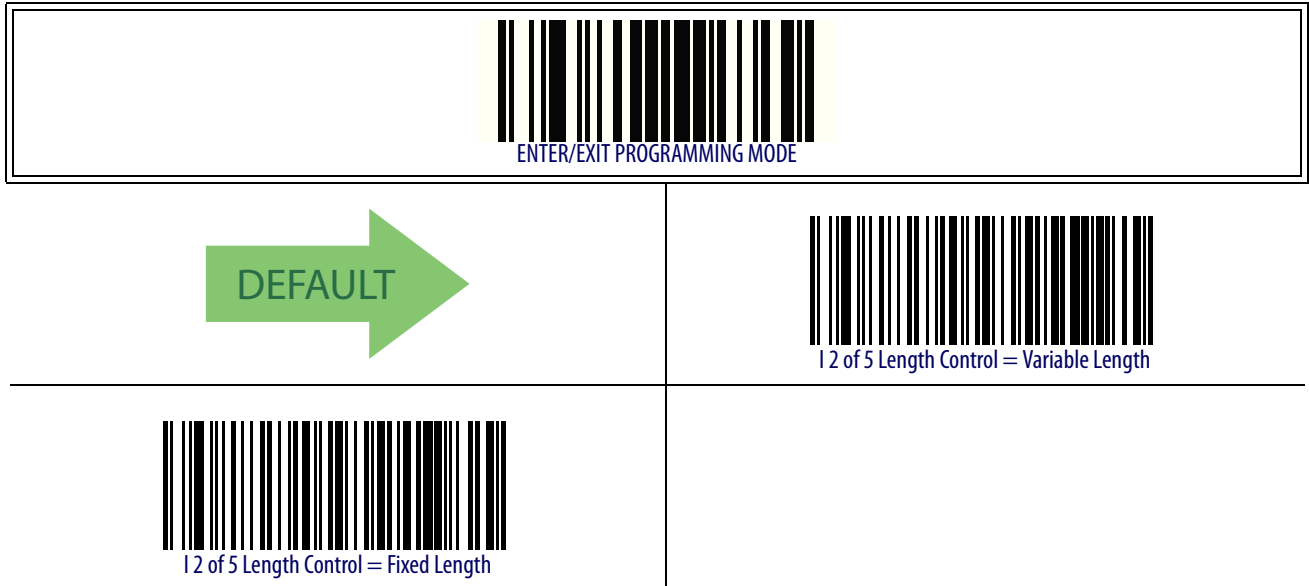 ENTER/EXIT PROGRAMMING MODE
DEFAULT
I 2 of 5 Length Control = Variable Length
I 2 of 5 Length Control = Fixed Length